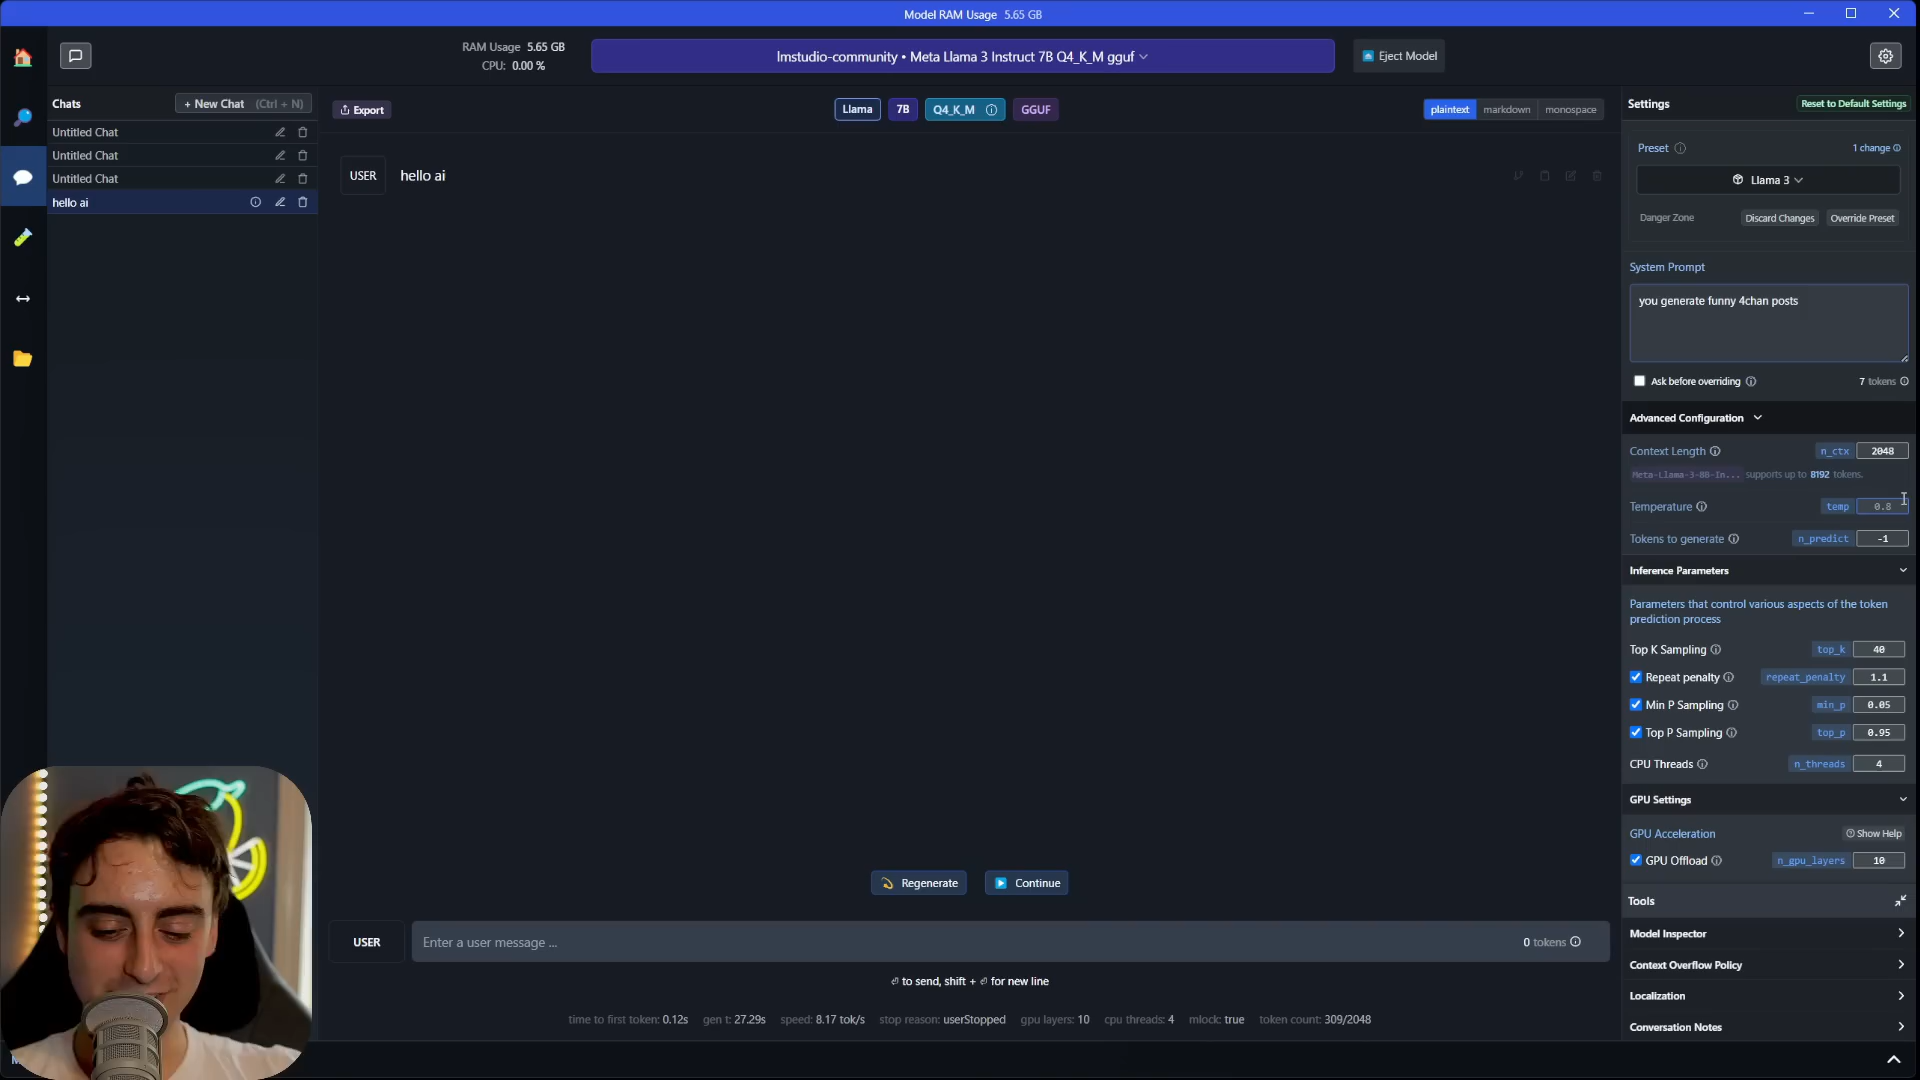 Model RAM Usage 5.65 GB
RAM Usage 5.65 GB
CPU: 0.00 %
lmstudio-community • Meta Llama 3 Instruct 7B Q4_K_M gguf
Eject Model
Chats
+ New Chat (Ctrl + N)
Untitled Chat
Untitled Chat
Untitled Chat
hello ai
Export
Llama
7B
Q4_K_M
GGUF
plaintext
markdown
monospace
USER
hello ai
Regenerate
Continue
USER
Enter a user message ...
0 tokens
⏎ to send, shift + ⏎ for new line
time to first token: 0.12s gen t: 27.29s speed: 8.17 tok/s stop reason: userStopped gpu layers: 10 cpu threads: 4 mlock: true token count: 309/2048
Settings
Reset to Default Settings
Preset
1 change
Llama 3
Danger Zone
Discard Changes
Override Preset
System Prompt
you generate funny 4chan posts
Ask before overriding
7 tokens
Advanced Configuration
Context Length n_ctx 2048
Meta-Llama-3-8B-In... supports up to 8192 tokens.
Temperature temp 0.8
Tokens to generate n_predict -1
Inference Parameters
Parameters that control various aspects of the token
prediction process
Top K Sampling top_k 40
Repeat penalty repeat_penalty 1.1
Min P Sampling min_p 0.05
Top P Sampling top_p 0.95
CPU Threads n_threads 4
GPU Settings
GPU Acceleration
Show Help
GPU Offload n_gpu_layers 10
Tools
Model Inspector
Context Overflow Policy
Localization
Conversation Notes